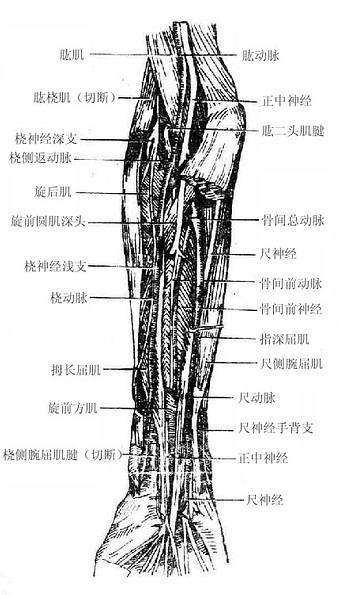 肱肌
肱动脉
肱桡肌（切断）
正中神经
肱二头肌腱
桡神经深支
桡侧返动脉
旋后肌
旋前圆肌深头
骨间总动脉
尺神经
桡神经浅支
骨间前动脉
桡动脉
骨间前神经
指深屈肌
尺侧腕屈肌
拇长屈肌
尺动脉
旋前方肌
尺神经手背支
桡侧腕屈肌腱（切断）
正中神经
尺神经